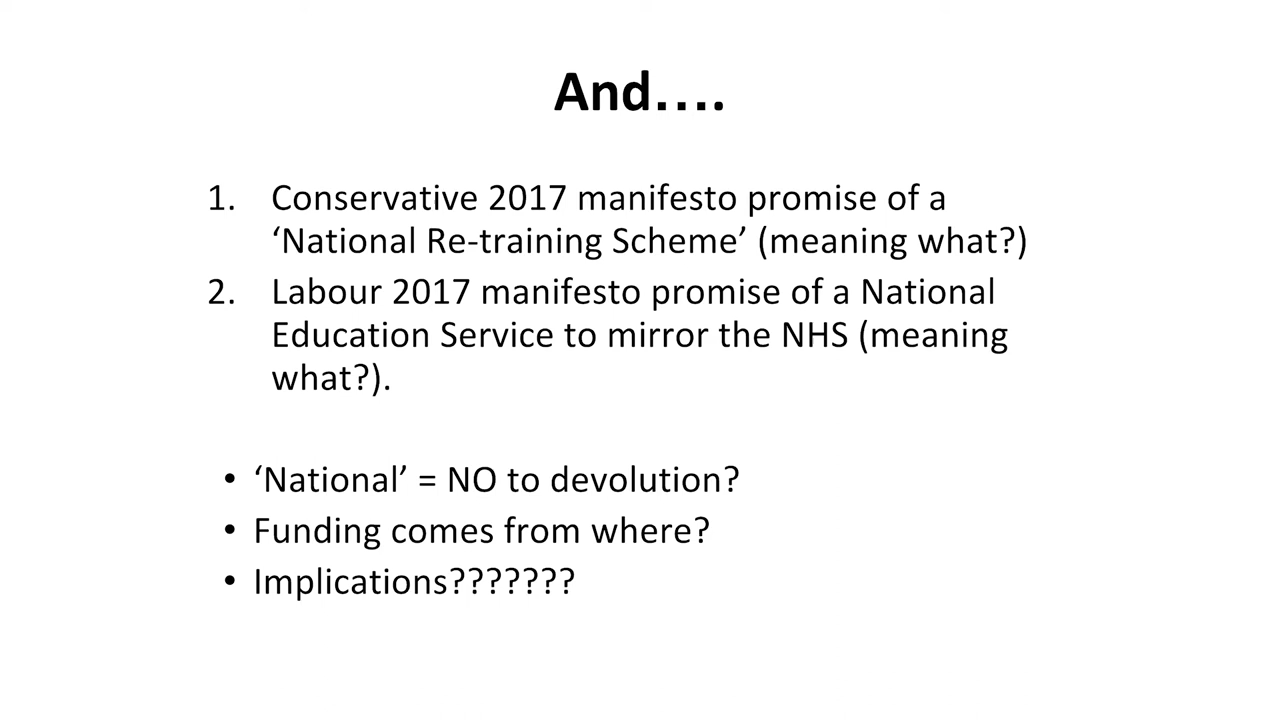 And....
1. Conservative 2017 manifesto promise of a
‘National Re-training Scheme’ (meaning what?)
2. Labour 2017 manifesto promise of a National
Education Service to mirror the NHS (meaning
what?).
• ‘National’ = NO to devolution?
• Funding comes from where?
• Implications???????